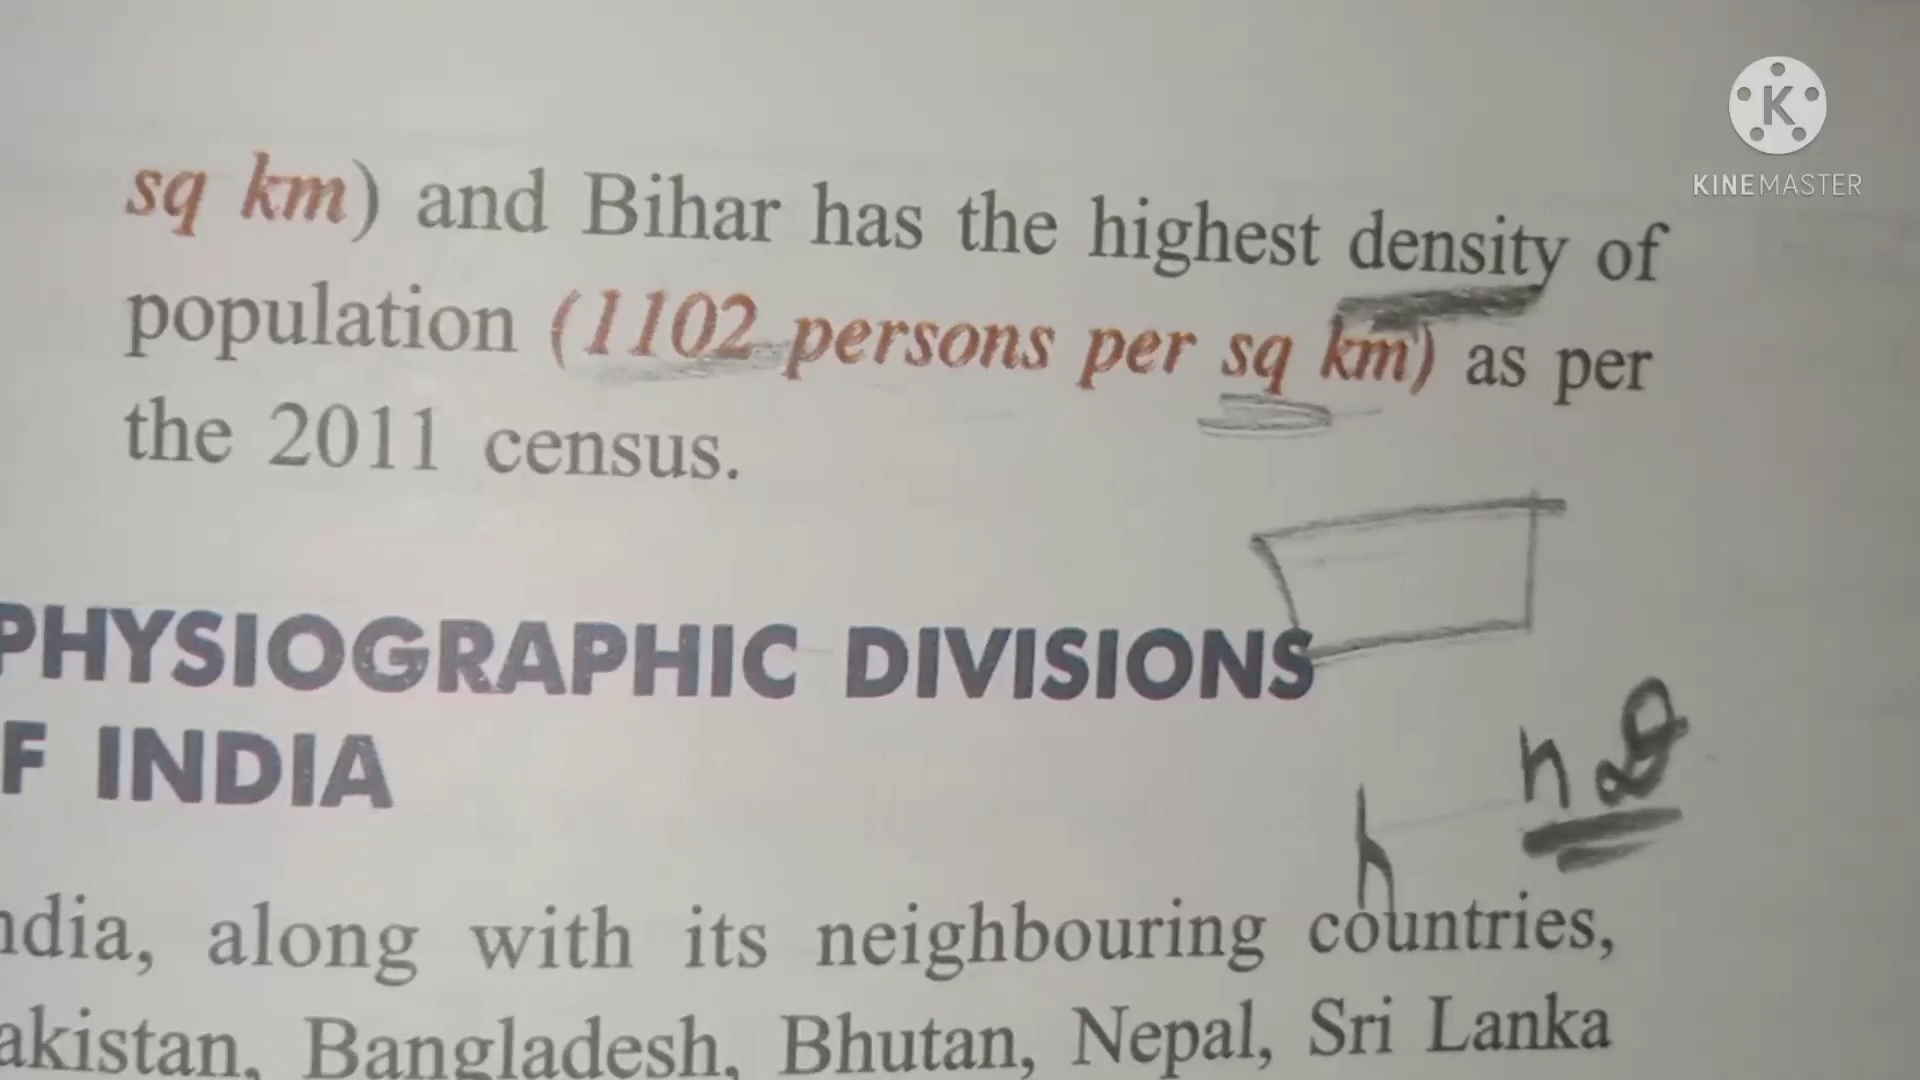 K
KINEMASTER
sq km) and Bihar has the highest density of
population (1102 persons per sq km) as per
the 2011 census.
PHYSIOGRAPHIC DIVISIONS
F INDIA
ndia, along with its neighbouring countries,
akistan, Bangladesh, Bhutan, Nepal, Sri Lanka